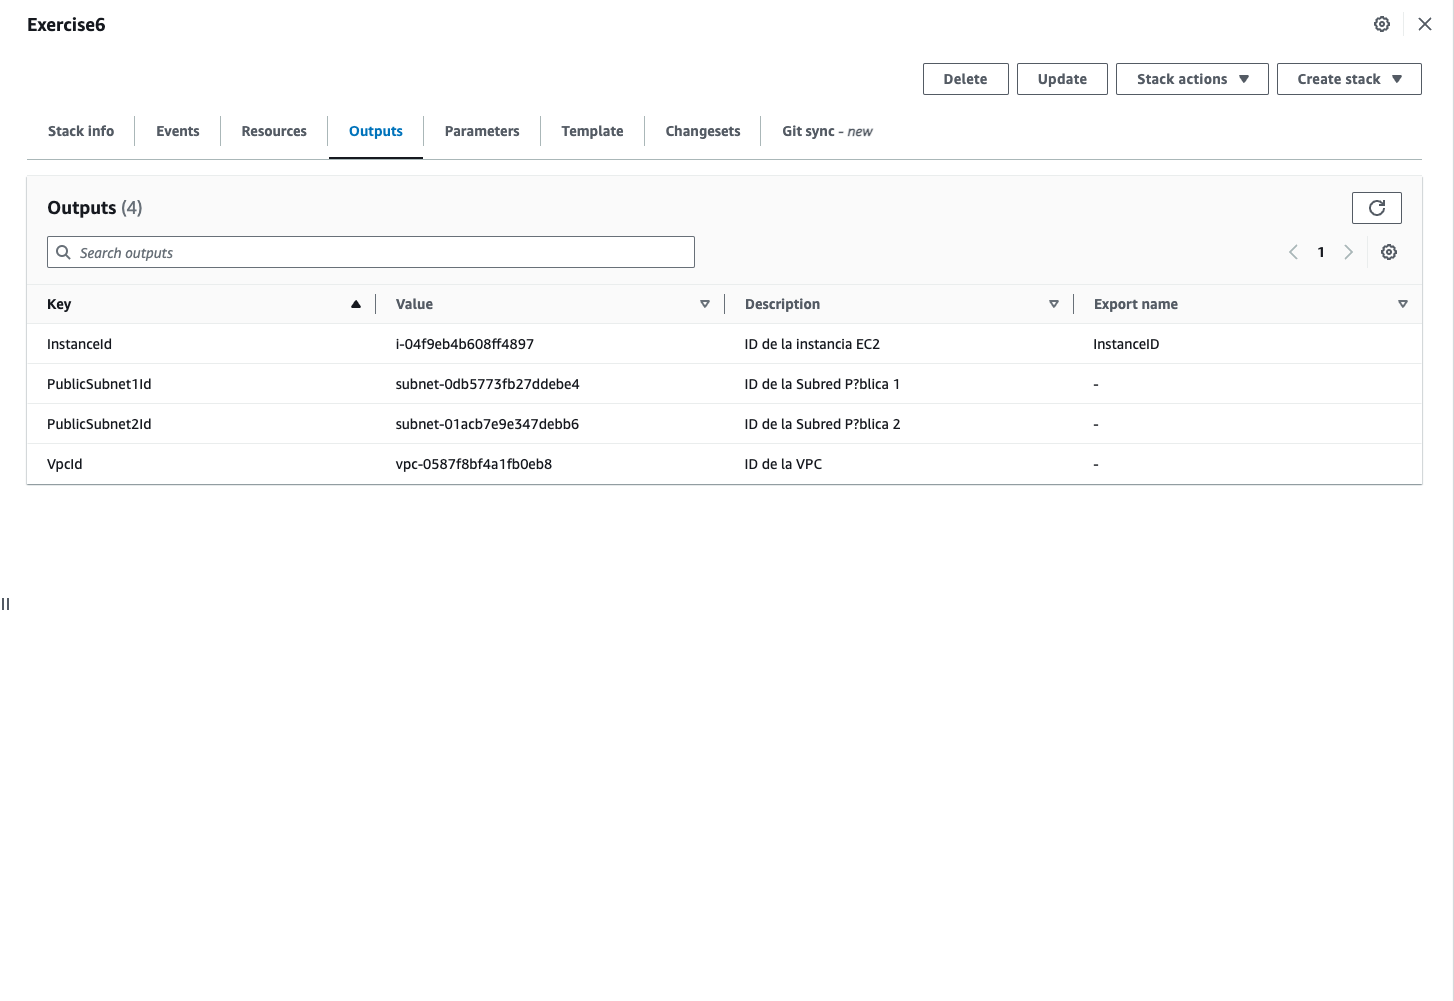 Exercise6
Delete Update Stack actions Create stack
Stack info Events Resources Outputs Parameters Template Changesets Git sync - new
Outputs (4)
Search outputs 1
Key Value Description Export name
InstanceId i-04f9eb4b608ff4897 ID de la instancia EC2 InstanceID
PublicSubnet1Id subnet-0db5773fb27ddebe4 ID de la Subred P?blica 1 -
PublicSubnet2Id subnet-01acb7e9e347debb6 ID de la Subred P?blica 2 -
VpcId vpc-0587f8bf4a1fb0eb8 ID de la VPC -